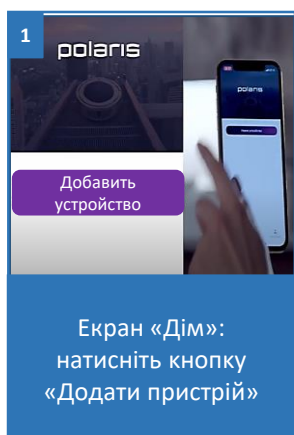 1
polaris
polaris
Добавить
устройство
Екран «Дім»:
натисніть кнопку
«Додати пристрій»